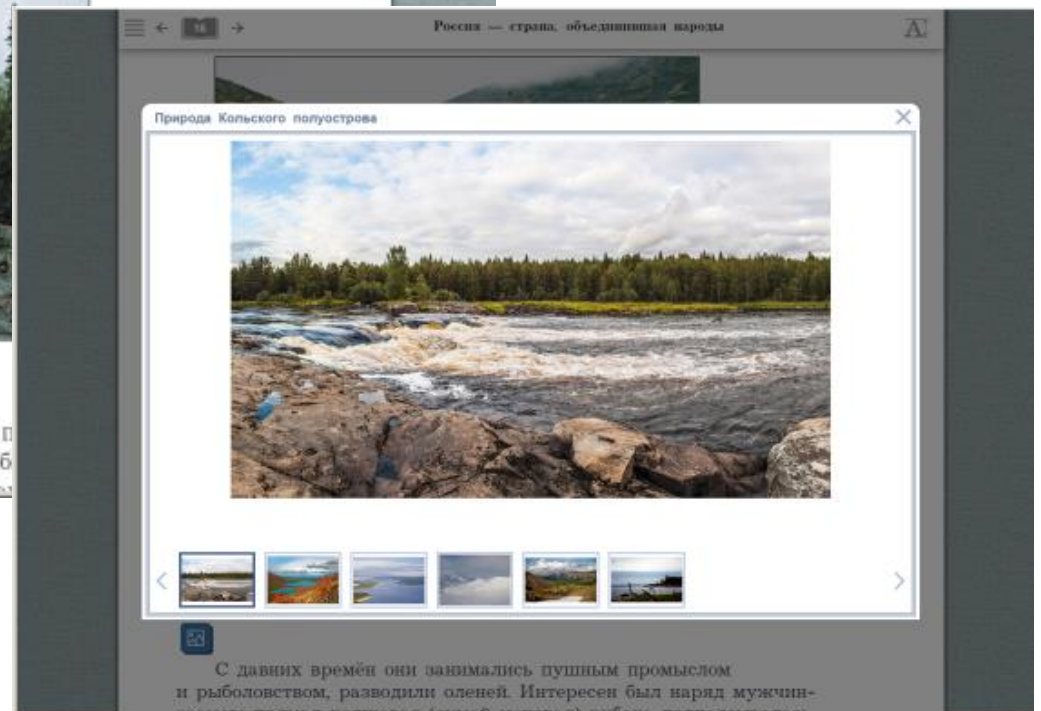 Россия — страна, объединившая народы
Природа Кольского полуострова
С давних времён они занимались пушным промыслом
и рыболовством, разводили оленей. Интересен был наряд мужчин-